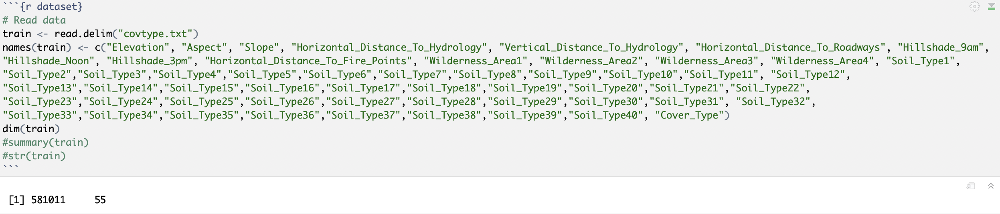 ```{r dataset}
# Read data
train <- read.delim("covtype.txt")
names(train) <- c("Elevation", "Aspect", "Slope", "Horizontal_Distance_To_Hydrology", "Vertical_Distance_To_Hydrology", "Horizontal_Distance_To_Roadways", "Hillshade_9am",
"Hillshade_Noon", "Hillshade_3pm", "Horizontal_Distance_To_Fire_Points", "Wilderness_Area1", "Wilderness_Area2", "Wilderness_Area3", "Wilderness_Area4", "Soil_Type1",
"Soil_Type2","Soil_Type3","Soil_Type4","Soil_Type5","Soil_Type6","Soil_Type7","Soil_Type8","Soil_Type9","Soil_Type10","Soil_Type11", "Soil_Type12",
"Soil_Type13","Soil_Type14","Soil_Type15","Soil_Type16","Soil_Type17","Soil_Type18","Soil_Type19","Soil_Type20","Soil_Type21","Soil_Type22",
"Soil_Type23","Soil_Type24","Soil_Type25","Soil_Type26","Soil_Type27","Soil_Type28","Soil_Type29","Soil_Type30","Soil_Type31", "Soil_Type32",
"Soil_Type33","Soil_Type34","Soil_Type35","Soil_Type36","Soil_Type37","Soil_Type38","Soil_Type39","Soil_Type40", "Cover_Type")
dim(train)
#summary(train)
#str(train)
```
[1] 581011     55